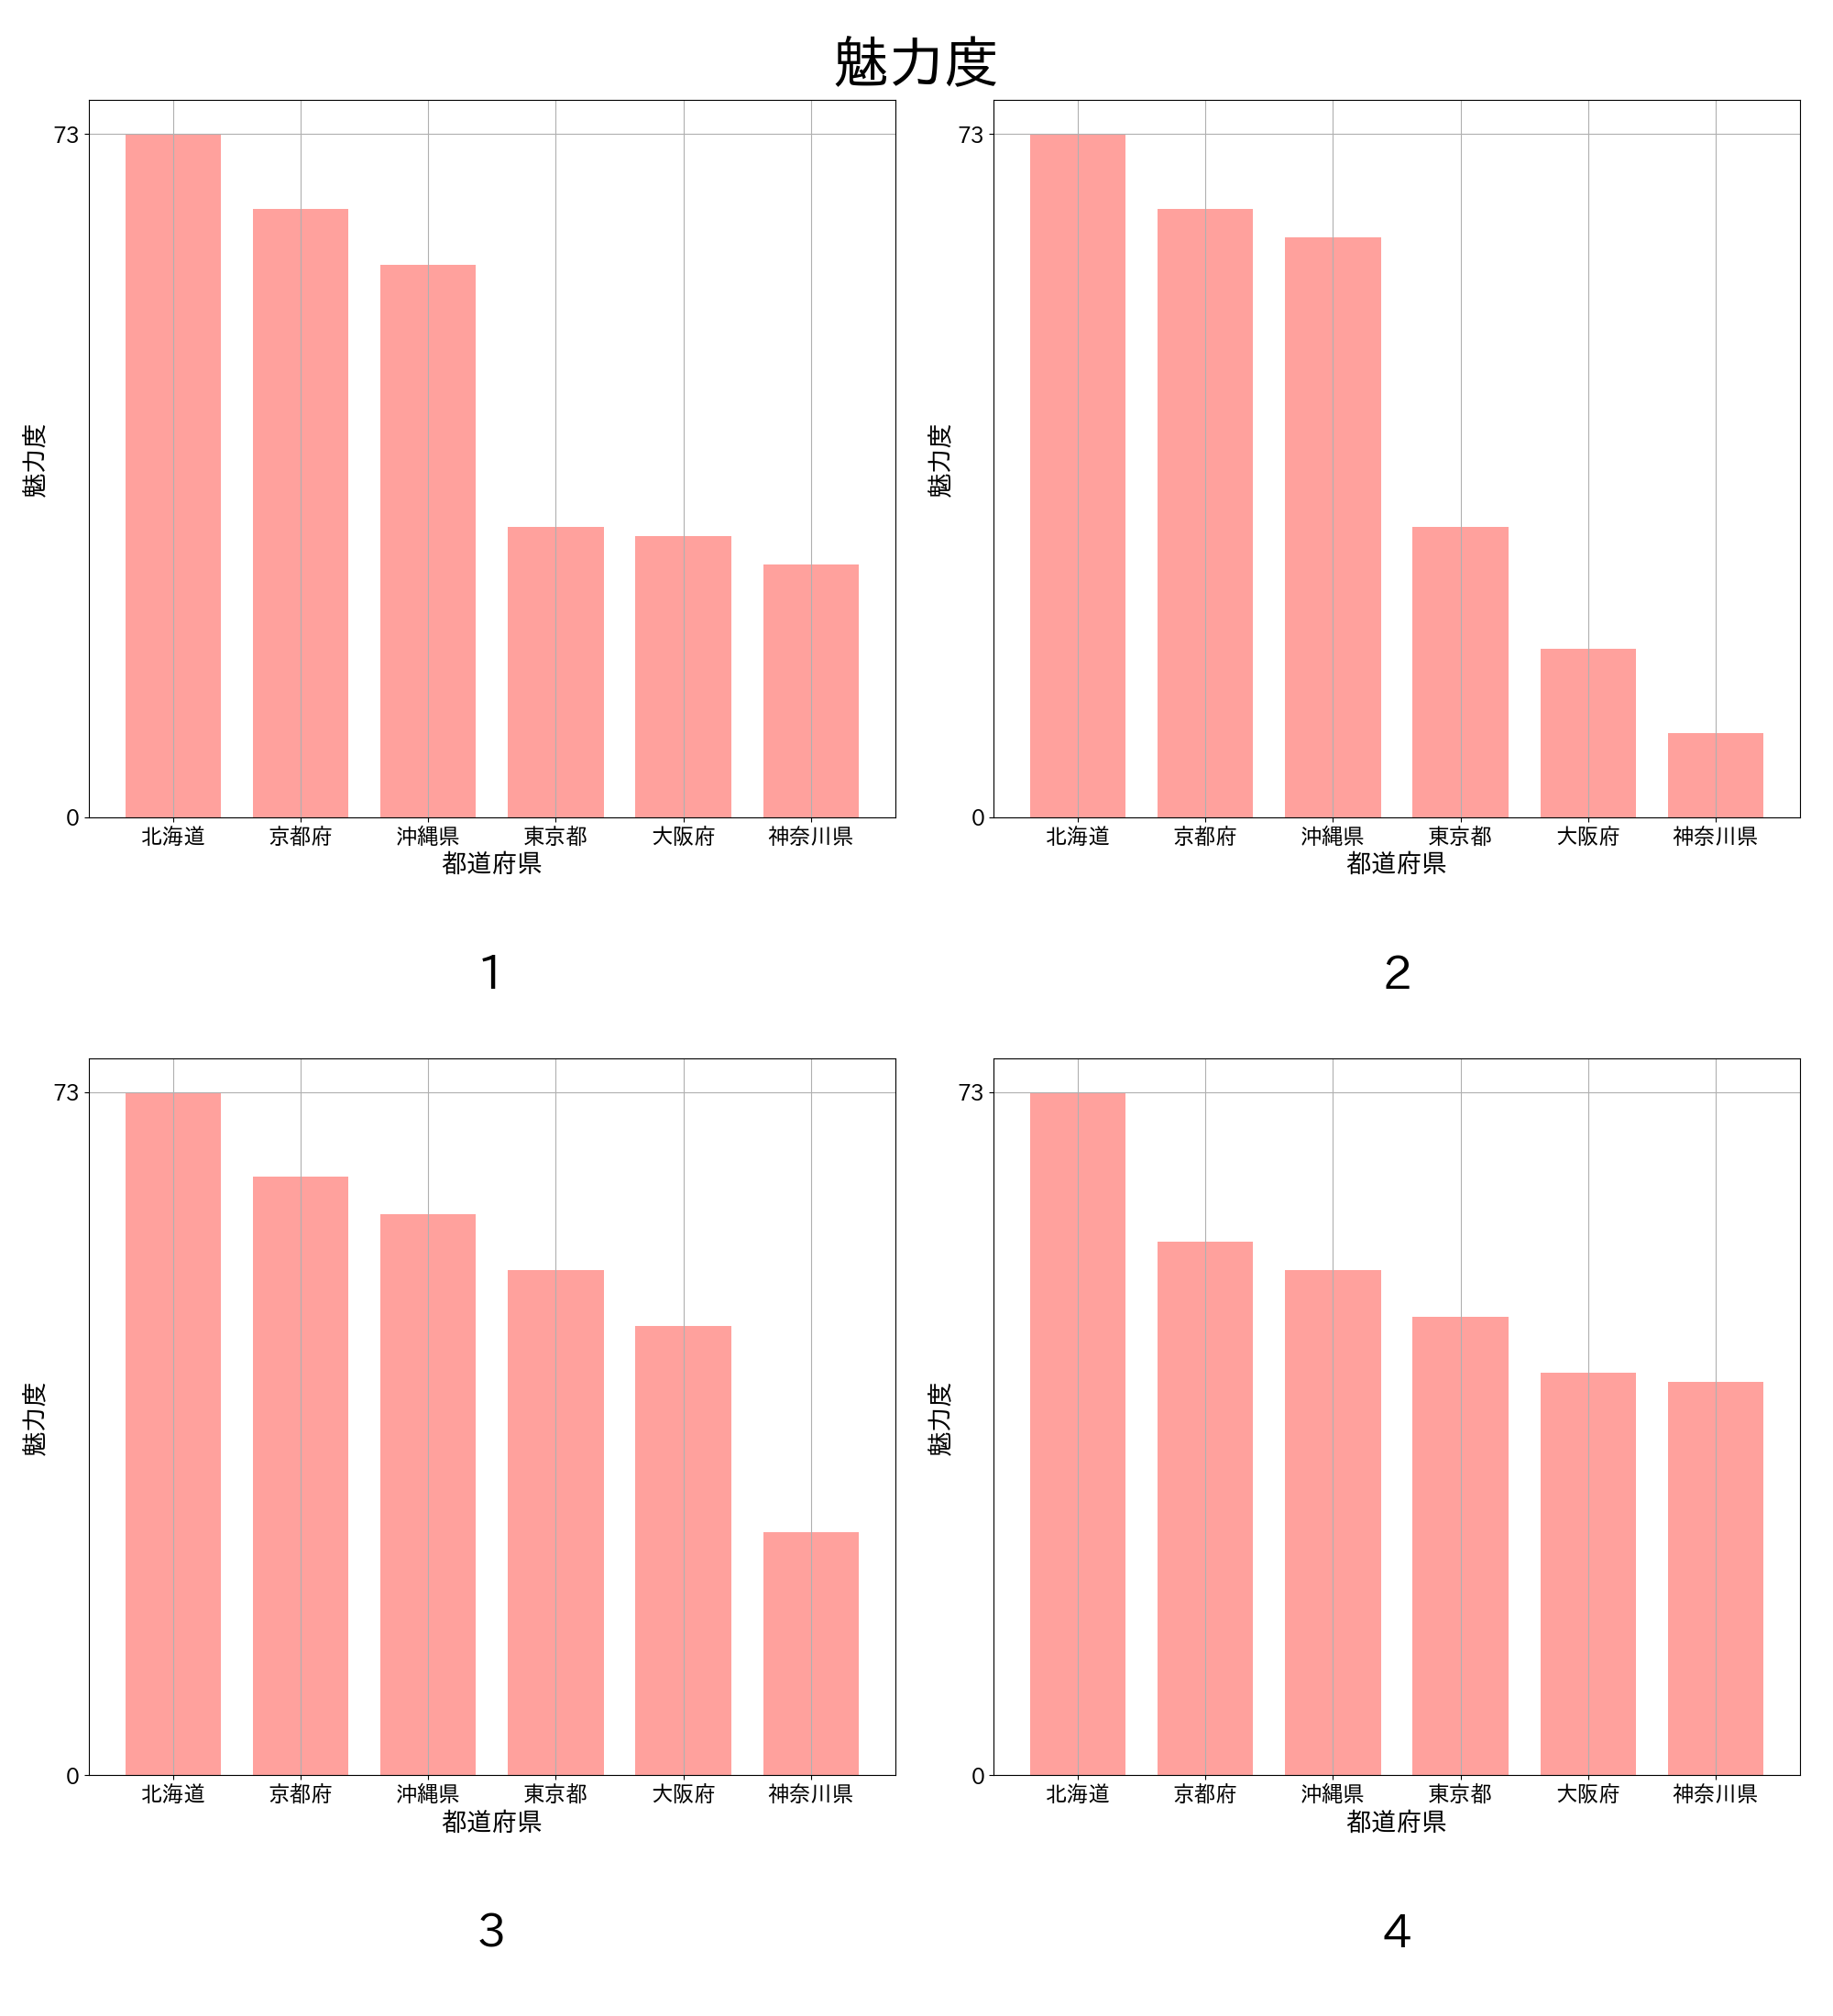 魅力度
73
0
魅力度
北海道 京都府 沖縄県 東京都 大阪府 神奈川県
都道府県
1
73
0
魅力度
北海道 京都府 沖縄県 東京都 大阪府 神奈川県
都道府県
2
73
0
魅力度
北海道 京都府 沖縄県 東京都 大阪府 神奈川県
都道府県
3
73
0
魅力度
北海道 京都府 沖縄県 東京都 大阪府 神奈川県
都道府県
4